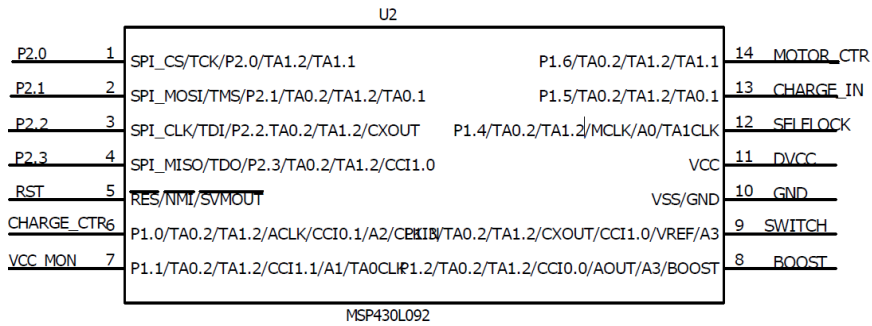 U2
P2.0 1 SPI_CS/TCK/P2.0/TA1.2/TA1.1 P1.6/TA0.2/TA1.2/TA1.1 14 MOTOR_CTR
P2.1 2 SPI_MOSI/TMS/P2.1/TA0.2/TA1.2/TA0.1 P1.5/TA0.2/TA1.2/TA0.1 13 CHARGE_IN
P2.2 3 SPI_CLK/TDI/P2.2.TA0.2/TA1.2/CXOUT P1.4/TA0.2/TA1.2/MCLK/A0/TA1CLK 12 SELFLOCK
P2.3 4 SPI_MISO/TDO/P2.3/TA0.2/TA1.2/CCI1.0 VCC 11 DVCC
RST 5 RES/NMI/SVMOUT VSS/GND 10 GND
CHARGE_CTR 6 P1.0/TA0.2/TA1.2/ACLK/CCI0.1/A2/ /TA0.2/TA1.2/CXOUT/CCI1.0/VREF/A3 9 SWITCH
VCC MON 7 P1.1/TA0.2/TA1.2/CCI1.1/A1/TA0CLK P1.2/TA0.2/TA1.2/CCI0.0/AOUT/A3/BOOST 8 BOOST
MSP430L092